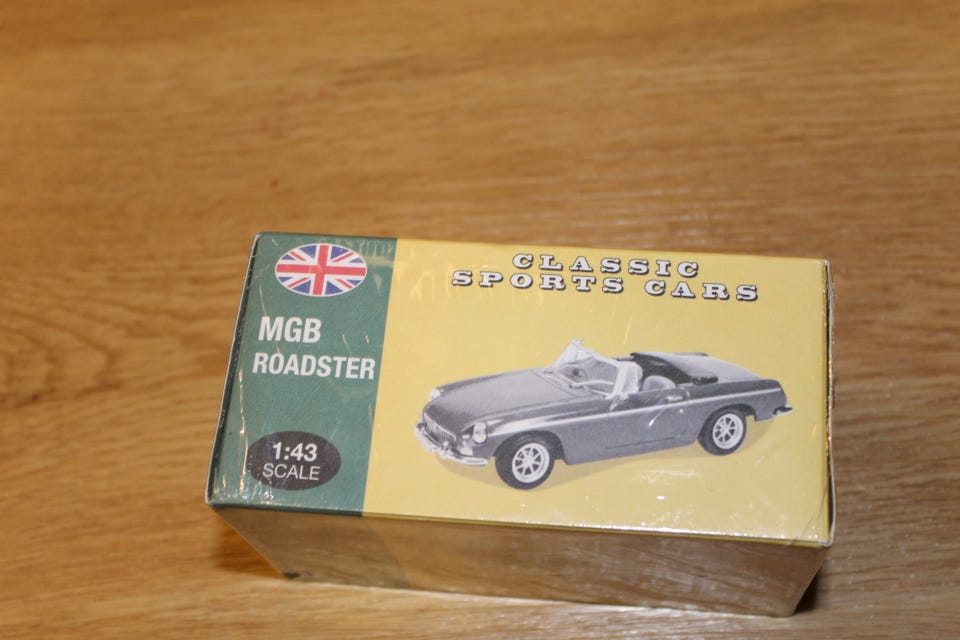 CLASSIC
SPORTS CARS
MGB
ROADSTER
1:43
SCALE